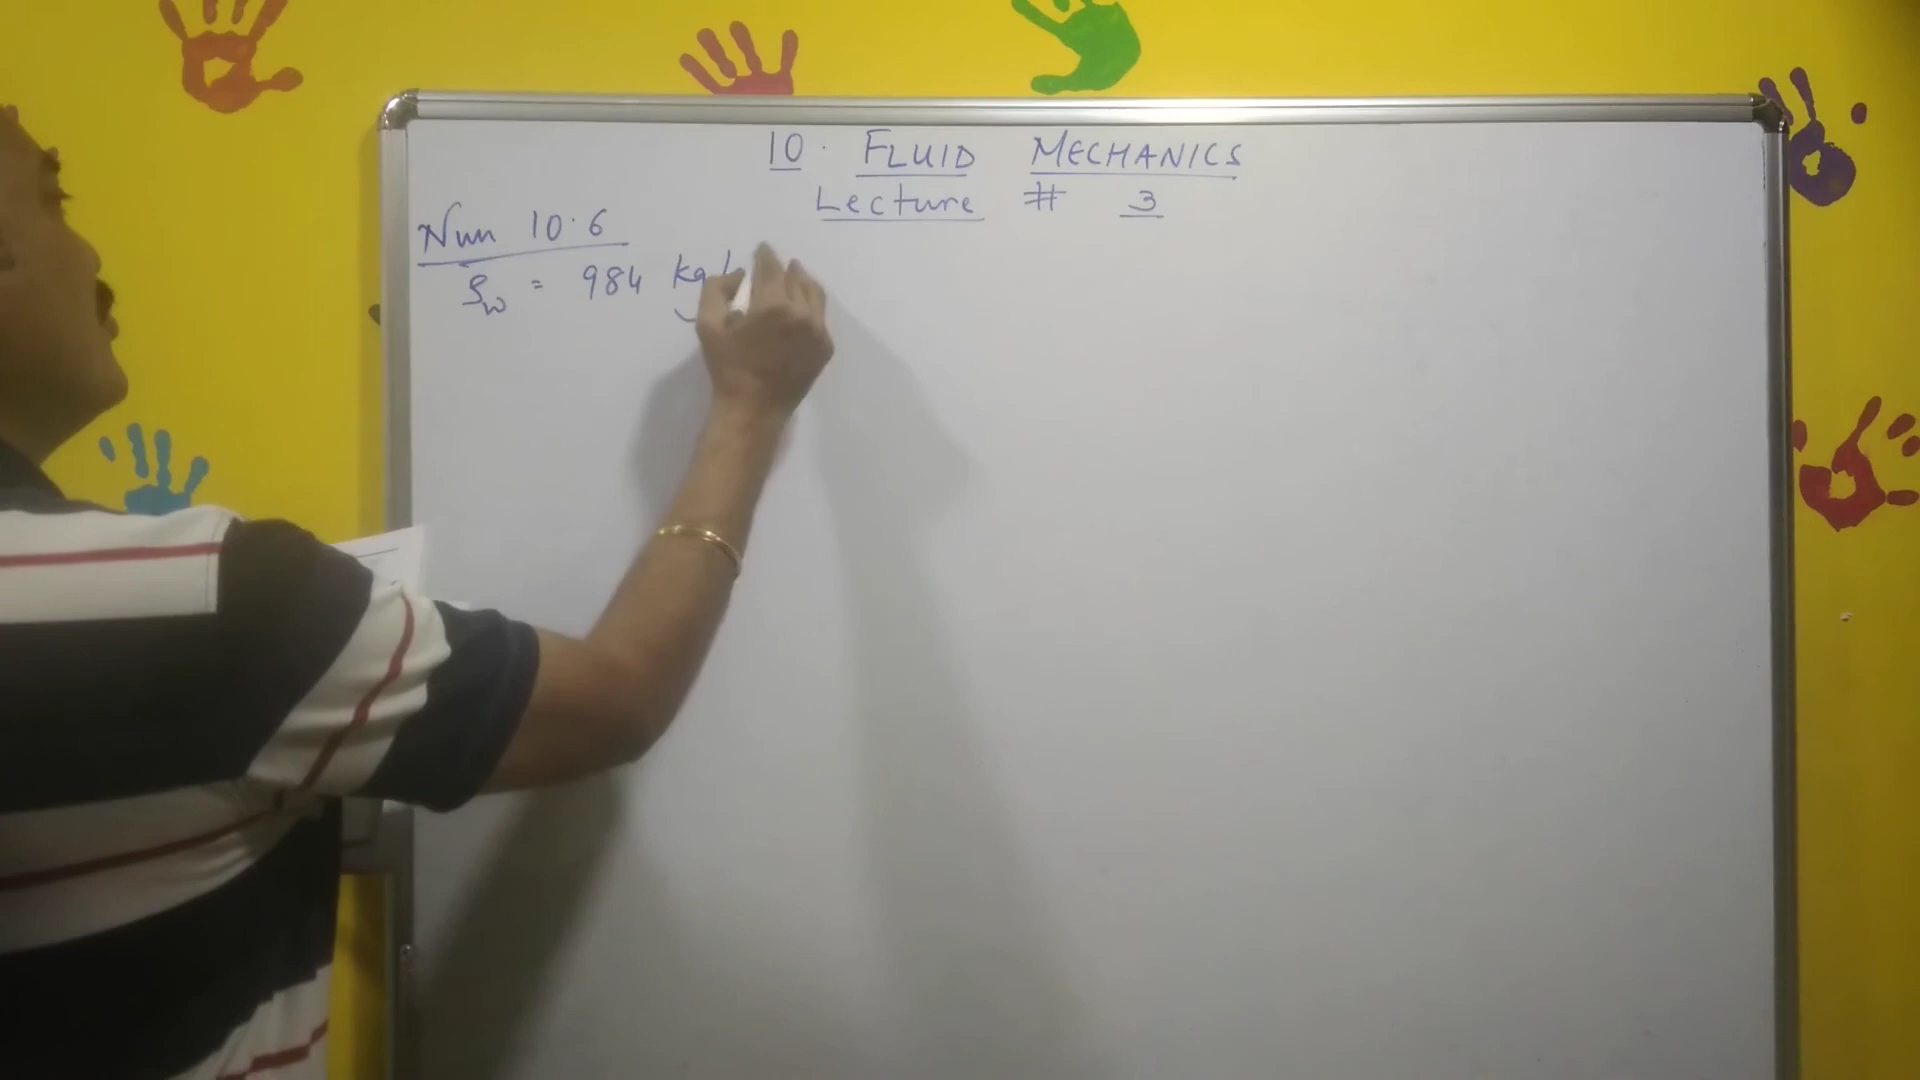 10. FLUID MECHANICS
Lecture # 3
Num 10.6
ρw = 984 kg/